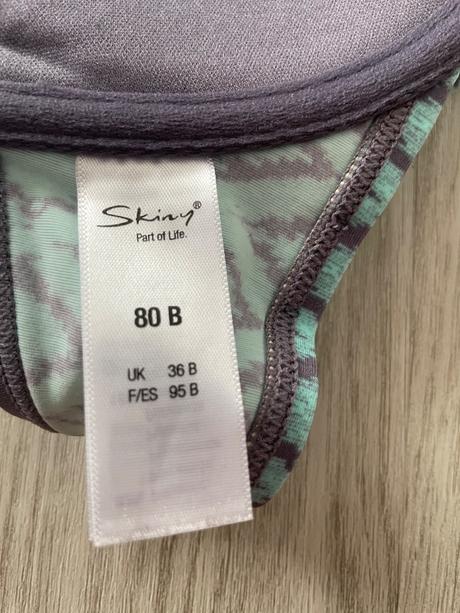 Skiny®
Part of Life.
80 B
UK 36 B
F/ES 95 B